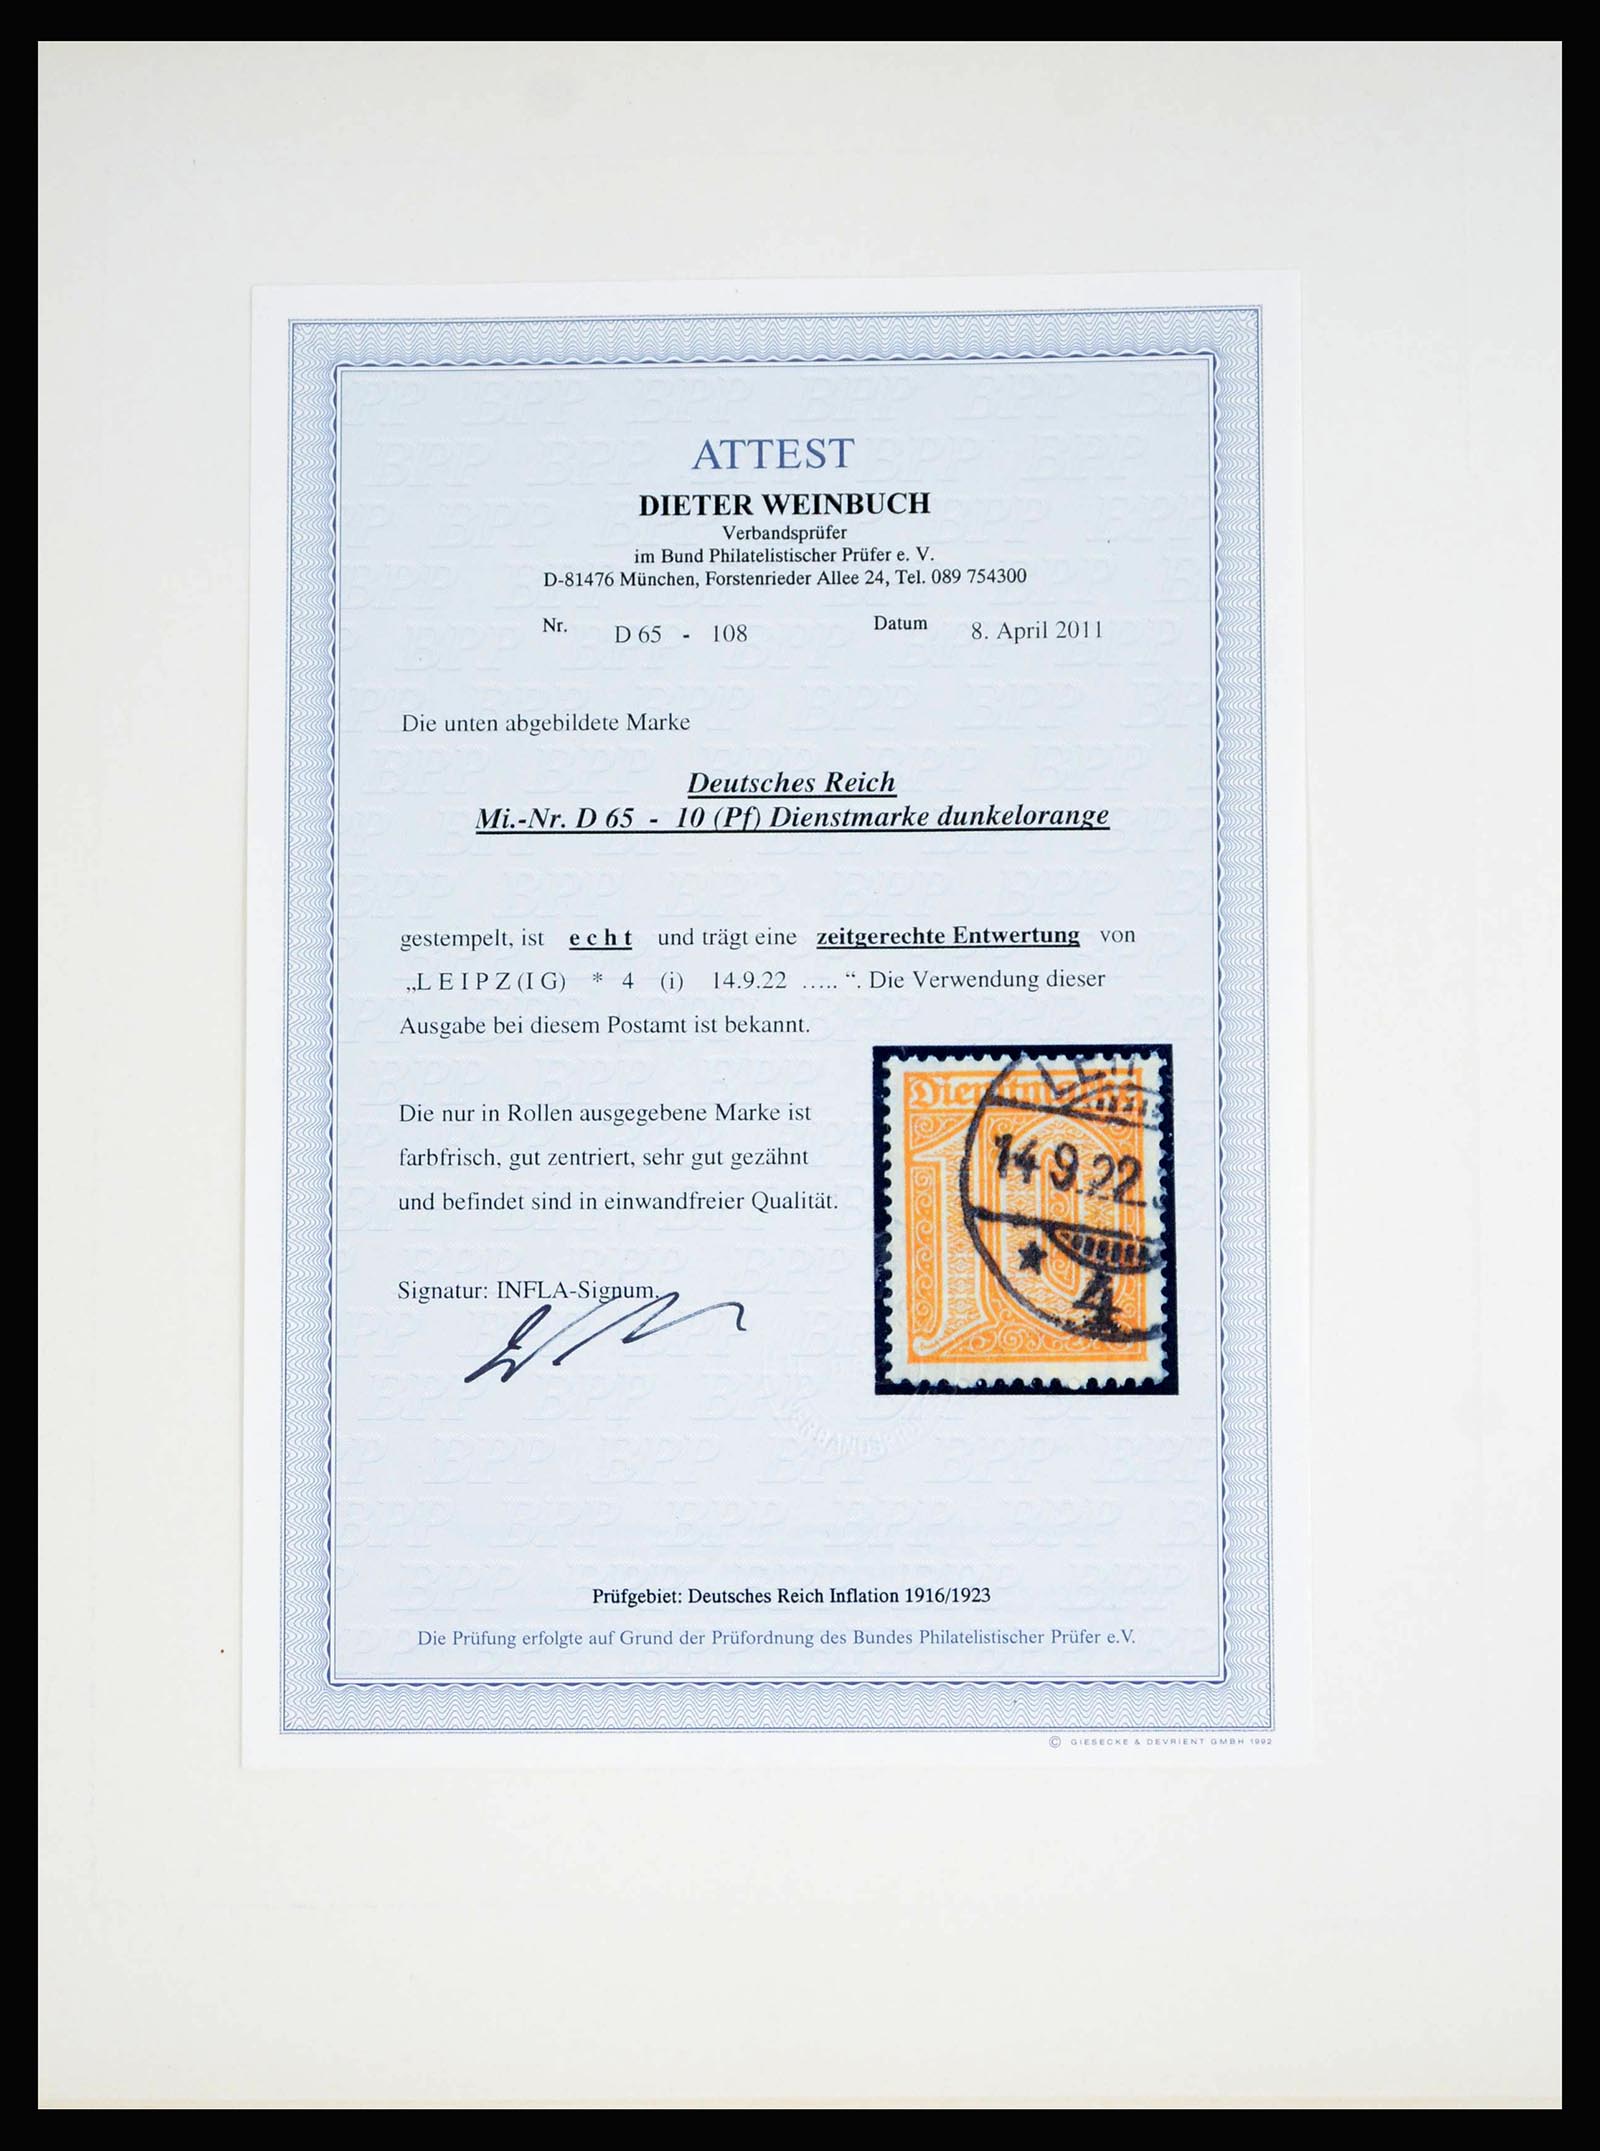 ATTEST
DIETER WEINBUCH
Verbandsprüfer
im Bund Philatelistischer Prüfer e. V.
D-81476 München, Forstenrieder Allee 24, Tel. 089 754300
Nr. D 65 - 108 Datum 8. April 2011
Die unten abgebildete Marke
Deutsches Reich
Mi.-Nr. D 65 - 10 (Pf) Dienstmarke dunkelorange
gestempelt, ist e c h t und trägt eine zeitgerechte Entwertung von
„L E I P Z (I G) * 4 (i) 14.9.22 ..... “. Die Verwendung dieser
Ausgabe bei diesem Postamt ist bekannt.
Die nur in Rollen ausgegebene Marke ist
farbfrisch, gut zentriert, sehr gut gezähnt
und befindet sind in einwandfreier Qualität.
Signatur: INFLA-Signum.
Dienstmarke
10
14.9.22.
* 4
Prüfgebiet: Deutsches Reich Inflation 1916/1923
Die Prüfung erfolgte auf Grund der Prüfordnung des Bundes Philatelistischer Prüfer e.V.
© GIESECKE & DEVRIENT GMBH 1992